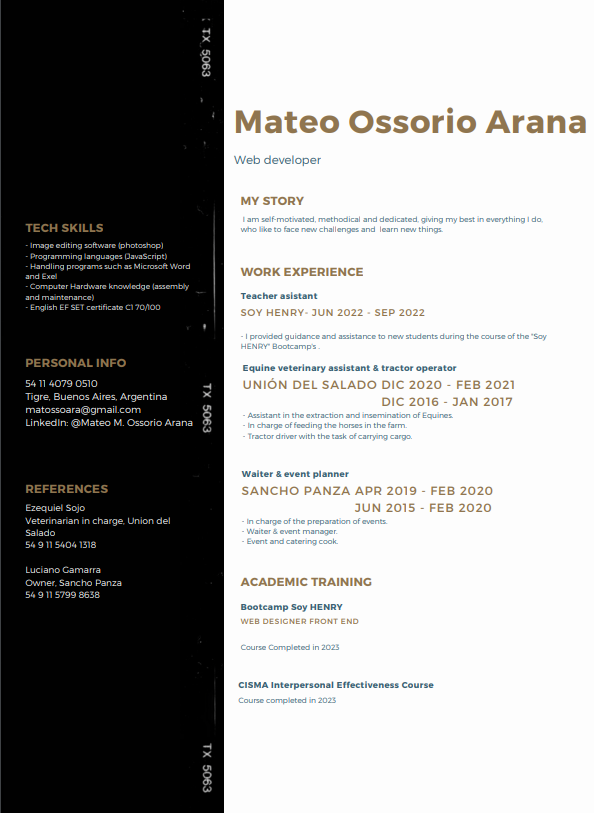 TX 5063
Mateo Ossorio Arana
Web developer
MY STORY
I am self-motivated, methodical and dedicated, giving my best in everything I do,
who like to face new challenges and learn new things.
WORK EXPERIENCE
Teacher asistant
SOY HENRY- JUN 2022 - SEP 2022
- I provided guidance and assistance to new students during the course of the "Soy
HENRY" Bootcamp's .
Equine veterinary assistant & tractor operator
UNIÓN DEL SALADO DIC 2020 - FEB 2021
DIC 2016 - JAN 2017
- Assistant in the extraction and insemination of Equines.
- In charge of feeding the horses in the farm.
- Tractor driver with the task of carrying cargo.
Waiter & event planner
SANCHO PANZA APR 2019 - FEB 2020
JUN 2015 - FEB 2020
- In charge of the preparation of events.
- Waiter & event manager.
- Event and catering cook.
ACADEMIC TRAINING
Bootcamp Soy HENRY
WEB DESIGNER FRONT END
Course Completed in 2023
CISMA Interpersonal Effectiveness Course
Course completed in 2023
TECH SKILLS
- Image editing software (photoshop)
- Programming languages (JavaScript)
- Handling programs such as Microsoft Word
and Exel
- Computer Hardware knowledge (assembly
and maintenance)
- English EF SET certificate C1 70/100
PERSONAL INFO
54 11 4079 0510
Tigre, Buenos Aires, Argentina
matossoara@gmail.com
LinkedIn: @Mateo M. Ossorio Arana
TX 5063
REFERENCES
Ezequiel Sojo
Veterinarian in charge, Union del
Salado
54 9 11 5404 1318
Luciano Gamarra
Owner, Sancho Panza
54 9 11 5799 8638
TX 5063